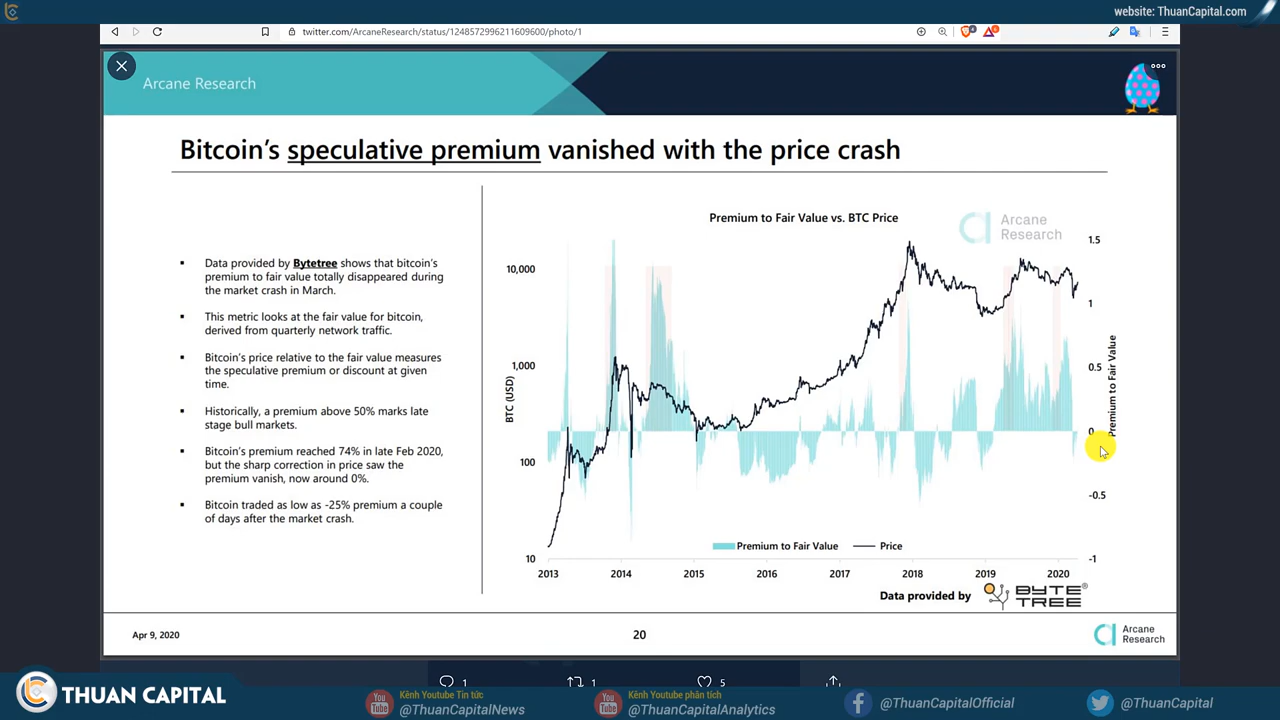 website: ThuanCapital.com
twitter.com/ArcaneResearch/status/1248572996211609600/photo/1
Arcane Research
Bitcoin's speculative premium vanished with the price crash
Data provided by Bytetree shows that bitcoin's
premium to fair value totally disappeared during
the market crash in March.
This metric looks at the fair value for bitcoin,
derived from quarterly network traffic.
Bitcoin's price relative to the fair value measures
the speculative premium or discount at given
time.
Historically, a premium above 50% marks late
stage bull markets.
Bitcoin's premium reached 74% in late Feb 2020,
but the sharp correction in price saw the
premium vanish, now around 0%.
Bitcoin traded as low as -25% premium a couple
of days after the market crash.
Premium to Fair Value vs. BTC Price
Arcane
Research
10,000
1,000
100
10
BTC (USD)
1.5
1
0.5
0
-0.5
-1
Premium to Fair Value
Premium to Fair Value
Price
2013 2014 2015 2016 2017 2018 2019 2020
Data provided by BYTE
TREE
Apr 9, 2020
20
Arcane
Research
1 1 5
THUAN CAPITAL
You
Tube
Kênh Youtube Tin tức
@ThuanCapitalNews
You
Tube
Kênh Youtube phân tích
@ThuanCapitalAnalytics
@ThuanCapitalOfficial
@ThuanCapital